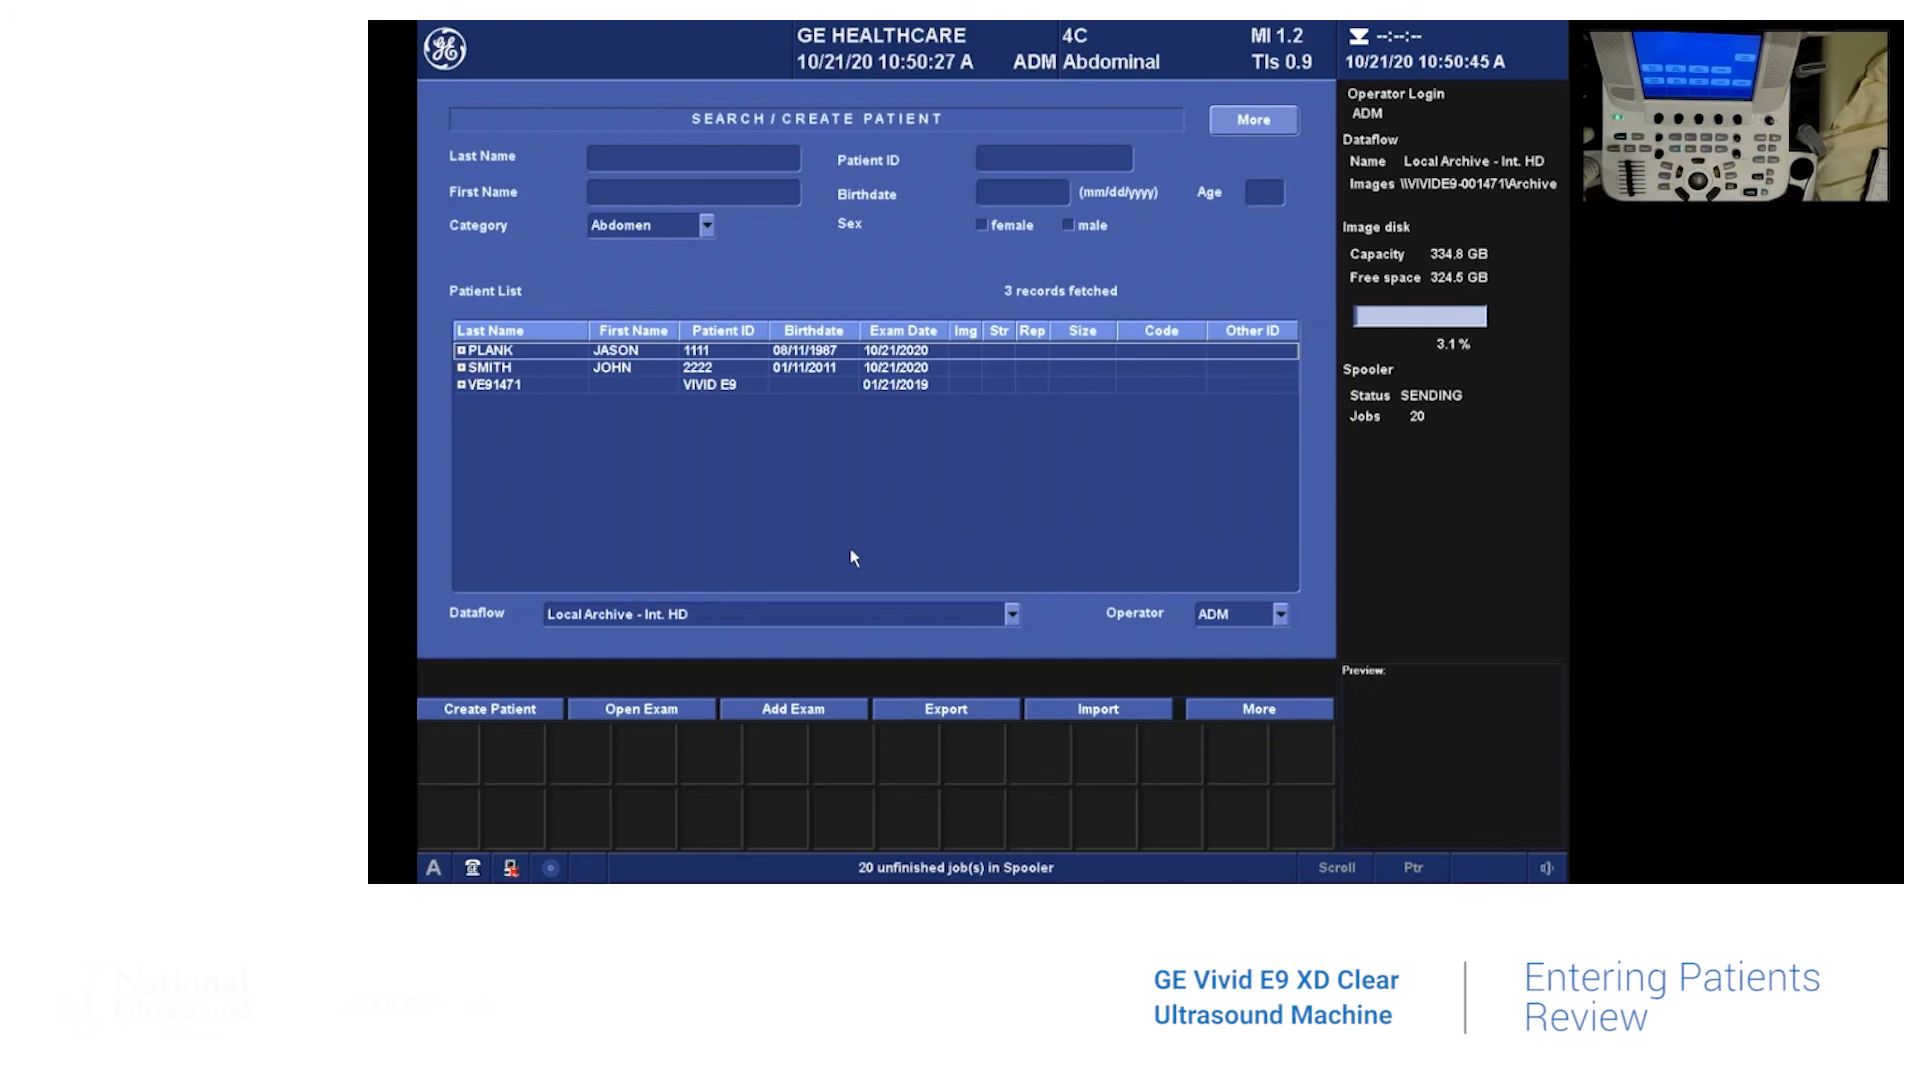 GE HEALTHCARE 4C MI 1.2 --:--:--
10/21/20 10:50:27 A ADM Abdominal TIs 0.9 10/21/20 10:50:45 A
SEARCH / CREATE PATIENT More
Last Name Patient ID
First Name Birthdate (mm/dd/yyyy) Age
Category Abdomen Sex female male
Patient List 3 records fetched
Last Name First Name Patient ID Birthdate Exam Date Img Str Rep Size Code Other ID
PLANK JASON 1111 08/11/1987 10/21/2020
SMITH JOHN 2222 01/11/2011 10/21/2020
VE91471 VIVID E9 01/21/2019
Dataflow Local Archive - Int. HD Operator ADM
Create Patient Open Exam Add Exam Export Import More
Operator Login
ADM
Dataflow
Name Local Archive - Int. HD
Images \\VIVIDE9-001471\Archive
Image disk
Capacity 334.8 GB
Free space 324.5 GB
3.1 %
Spooler
Status SENDING
Jobs 20
Preview:
A 20 unfinished job(s) in Spooler Scroll Ptr
National
Ultrasound
GE Vivid E9 XD Clear
Ultrasound Machine
Entering Patients
Review